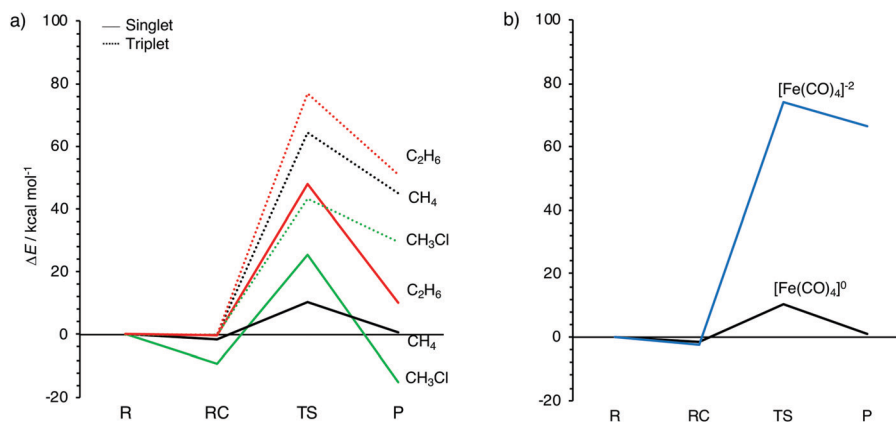 a)
100
80
60
40
20
0
-20
ΔE / kcal mol⁻¹
Singlet
Triplet
C₂H₆
CH₄
CH₃Cl
C₂H₆
CH₄
CH₃Cl
R RC TS P
b)
100
80
60
40
20
0
-20
[Fe(CO)₄]⁻²
[Fe(CO)₄]⁰
R RC TS P